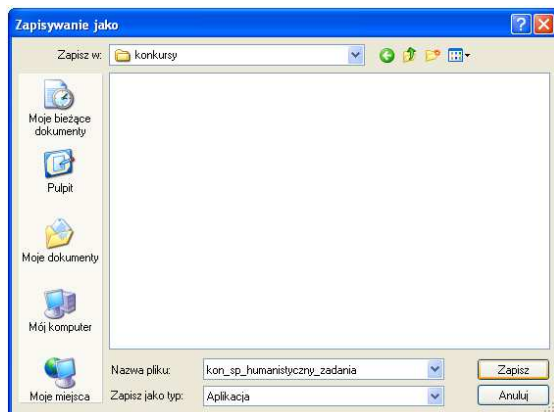 Zapisywanie jako
Zapisz w: konkursy
Moje bieżące
dokumenty
Pulpit
Moje dokumenty
Mój komputer
Moje miejsca
Nazwa pliku: kon_sp_humanistyczny_zadania Zapisz
Zapisz jako typ: Aplikacja Anuluj